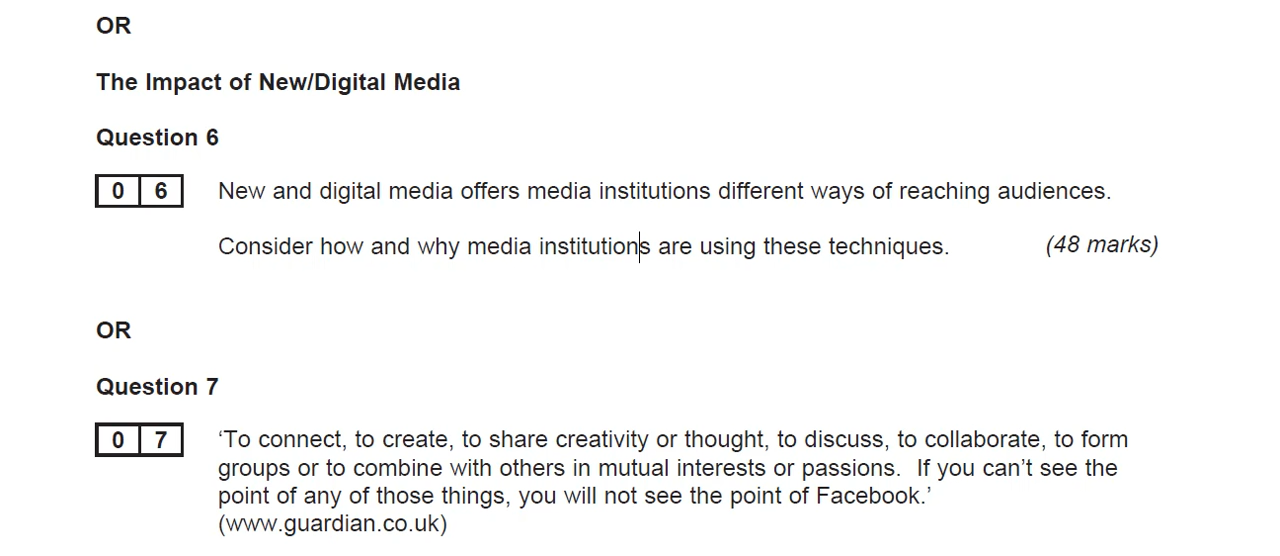 OR
The Impact of New/Digital Media
Question 6
0 6 New and digital media offers media institutions different ways of reaching audiences.
Consider how and why media institutions are using these techniques. (48 marks)
OR
Question 7
0 7 ‘To connect, to create, to share creativity or thought, to discuss, to collaborate, to form
groups or to combine with others in mutual interests or passions.  If you can’t see the
point of any of those things, you will not see the point of Facebook.’
(www.guardian.co.uk)